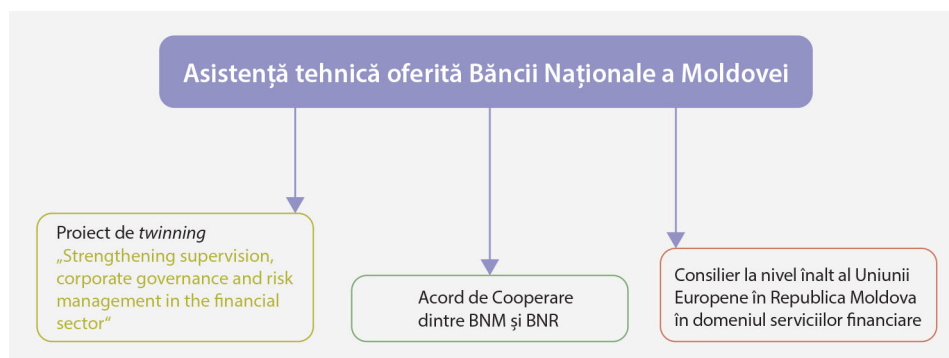 Asistență tehnică oferită Băncii Naționale a Moldovei
Proiect de twinning
„Strengthening supervision,
corporate governance and risk
management in the financial
sector“
Acord de Cooperare
dintre BNM și BNR
Consilier la nivel înalt al Uniunii
Europene în Republica Moldova
în domeniul serviciilor financiare